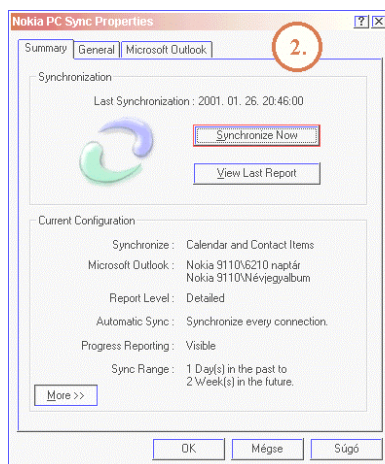 Nokia PC Sync Properties
Summary General Microsoft Outlook
2.
Synchronization
Last Synchronization : 2001. 01. 26. 20:46:00
Synchronize Now
View Last Report
Current Configuration
Synchronize : Calendar and Contact Items
Microsoft Outlook : Nokia 9110\6210 naptár
Nokia 9110\Névjegyalbum
Report Level : Detailed
Automatic Sync : Synchronize every connection.
Progress Reporting : Visible
Sync Range : 1 Day(s) in the past to
2 Week(s) in the future.
More >>
OK Mégse Súgó